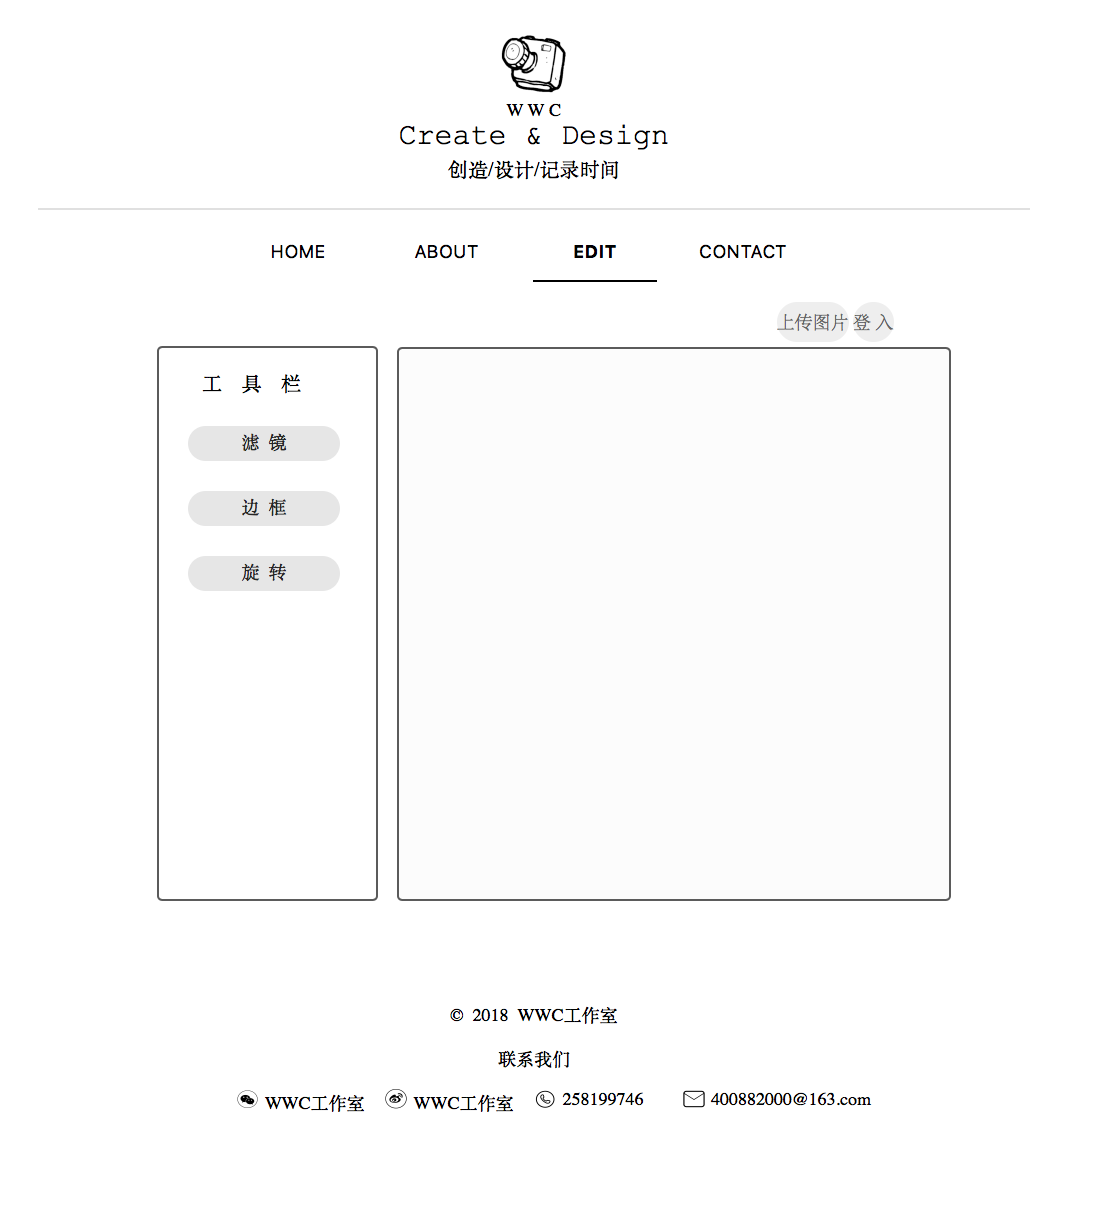 W W C
Create & Design
创造/设计/记录时间
HOME ABOUT EDIT CONTACT
上传图片 登 入
工 具 栏
滤 镜
边 框
旋 转
© 2018 WWC工作室
联系我们
WWC工作室 WWC工作室 258199746 400882000@163.com